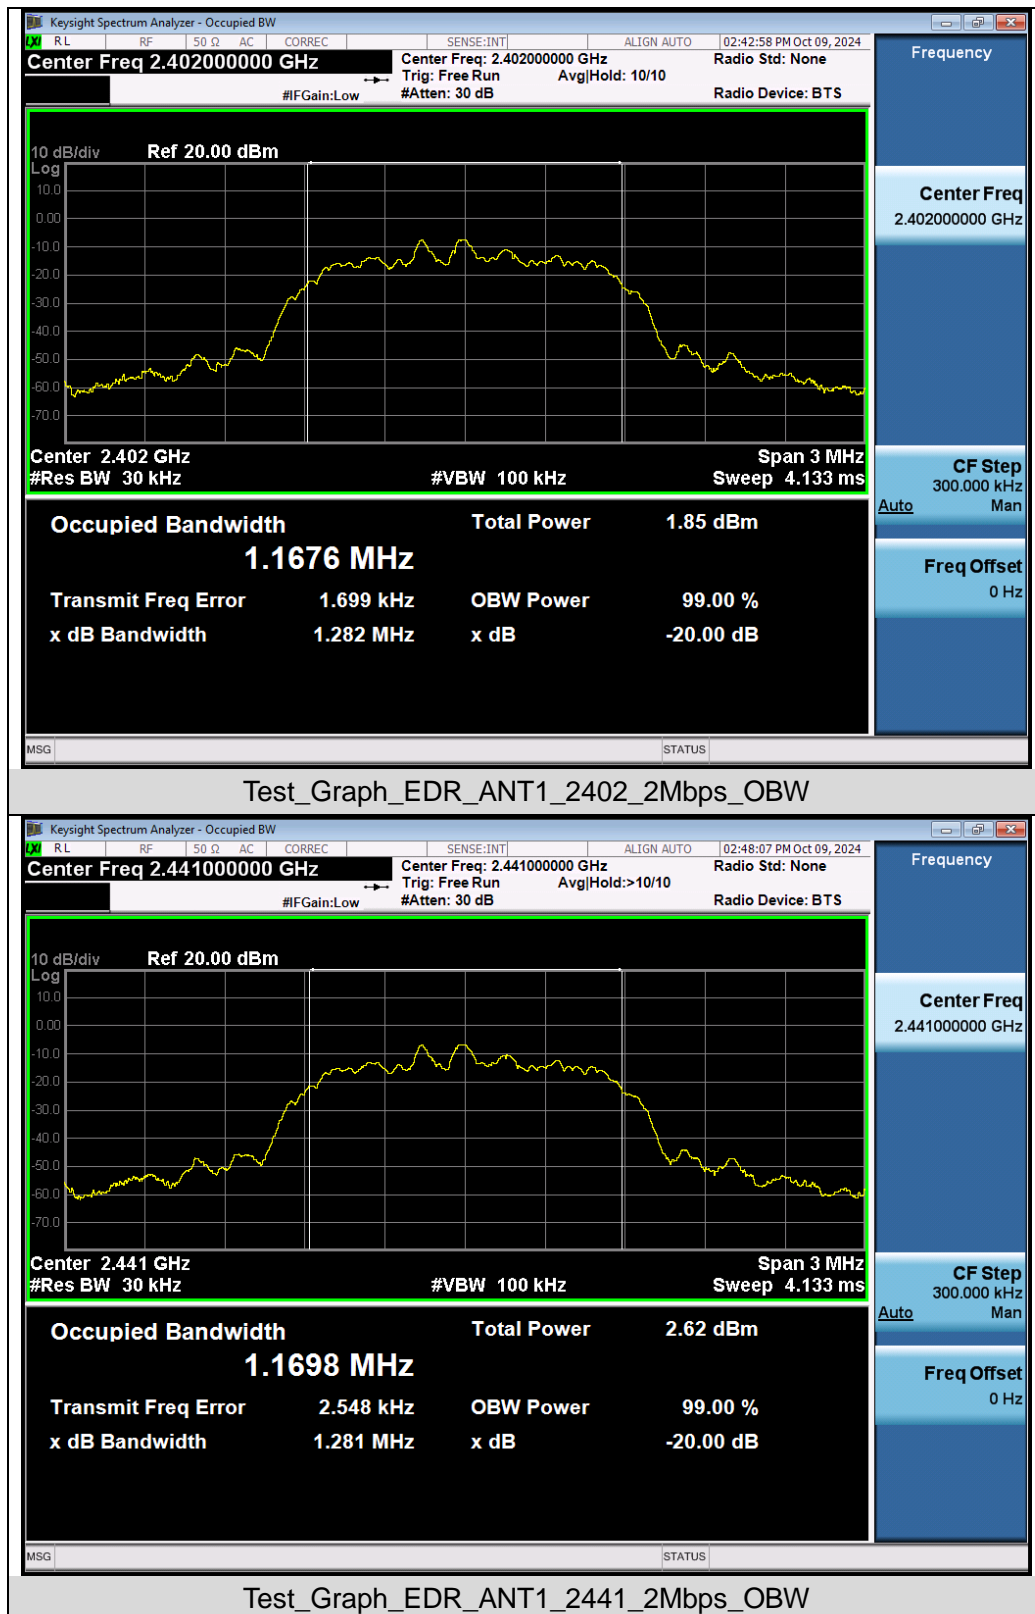 Keysight Spectrum Analyzer - Occupied BW
LXI RL RF 50 Ω AC CORREC SENSE:INT ALIGN AUTO 02:42:58 PM Oct 09, 2024
Center Freq 2.402000000 GHz
Center Freq: 2.402000000 GHz
Radio Std: None
Trig: Free Run Avg|Hold: 10/10
#IFGain:Low
#Atten: 30 dB
Radio Device: BTS
Frequency
10 dB/div Ref 20.00 dBm
Log
10.0
0.00
-10.0
-20.0
-30.0
-40.0
-50.0
-60.0
-70.0
Center Freq
2.402000000 GHz
Center 2.402 GHz Span 3 MHz
#Res BW 30 kHz #VBW 100 kHz Sweep 4.133 ms
CF Step
300.000 kHz
Auto Man
Occupied Bandwidth Total Power 1.85 dBm
1.1676 MHz
Transmit Freq Error 1.699 kHz OBW Power 99.00 %
x dB Bandwidth 1.282 MHz x dB -20.00 dB
Freq Offset
0 Hz
MSG STATUS
Test_Graph_EDR_ANT1_2402_2Mbps_OBW
Keysight Spectrum Analyzer - Occupied BW
LXI RL RF 50 Ω AC CORREC SENSE:INT ALIGN AUTO 02:48:07 PM Oct 09, 2024
Center Freq 2.441000000 GHz
Center Freq: 2.441000000 GHz
Radio Std: None
Trig: Free Run Avg|Hold:>10/10
#IFGain:Low
#Atten: 30 dB
Radio Device: BTS
Frequency
10 dB/div Ref 20.00 dBm
Log
10.0
0.00
-10.0
-20.0
-30.0
-40.0
-50.0
-60.0
-70.0
Center Freq
2.441000000 GHz
Center 2.441 GHz Span 3 MHz
#Res BW 30 kHz #VBW 100 kHz Sweep 4.133 ms
CF Step
300.000 kHz
Auto Man
Occupied Bandwidth Total Power 2.62 dBm
1.1698 MHz
Transmit Freq Error 2.548 kHz OBW Power 99.00 %
x dB Bandwidth 1.281 MHz x dB -20.00 dB
Freq Offset
0 Hz
MSG STATUS
Test_Graph_EDR_ANT1_2441_2Mbps_OBW